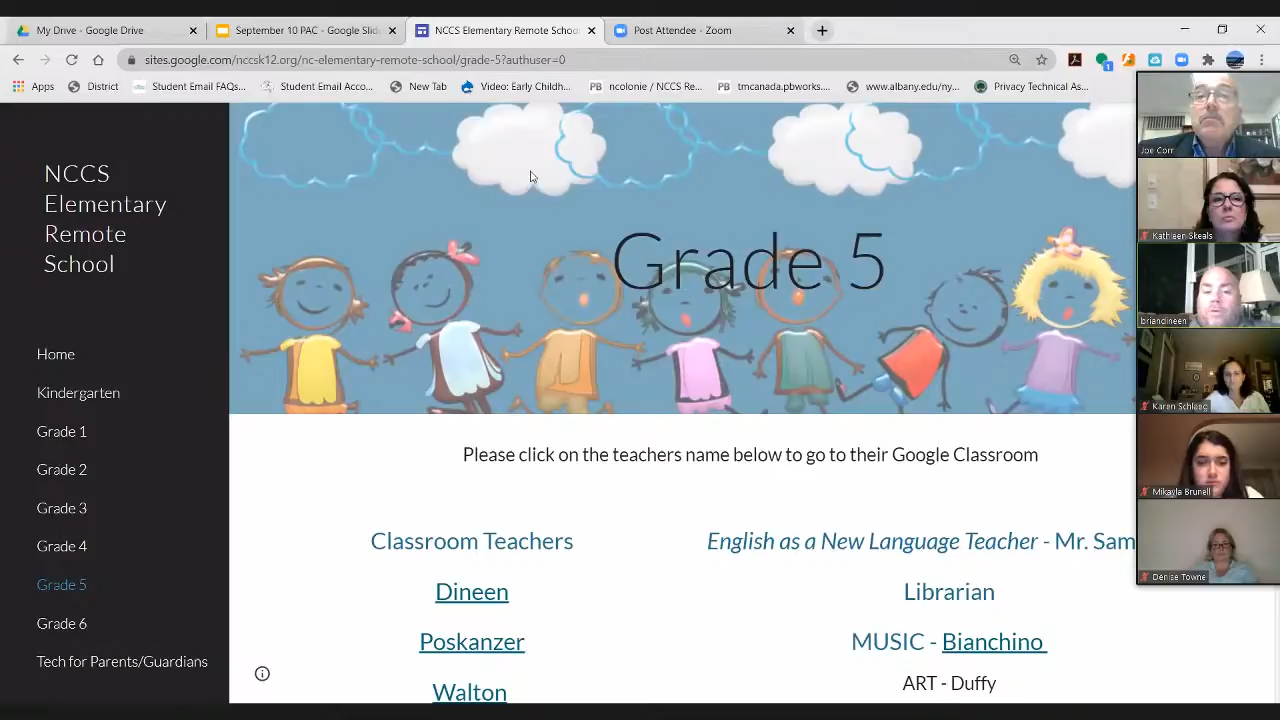 My Drive - Google Drive
September 10 PAC - Google Slid
NCCS Elementary Remote Schoo
Post Attendee - Zoom
sites.google.com/nccsk12.org/nc-elementary-remote-school/grade-5?authuser=0
Apps
District
Student Email FAQs...
Student Email Acco...
New Tab
Video: Early Childh...
ncolonie / NCCS Re...
tmcanada.pbworks....
www.albany.edu/ny...
Privacy Technical As...
NCCS
Elementary
Remote
School
Home
Kindergarten
Grade 1
Grade 2
Grade 3
Grade 4
Grade 5
Grade 6
Tech for Parents/Guardians
Grade 5
Please click on the teachers name below to go to their Google Classroom
Classroom Teachers
Dineen
Poskanzer
Walton
English as a New Language Teacher - Mr. Sam
Librarian
MUSIC - Bianchino
ART - Duffy
Joe Corr
Kathleen Skeals
briandineen
Karen Schlegg
Mikayla Brunell
Denise Towne